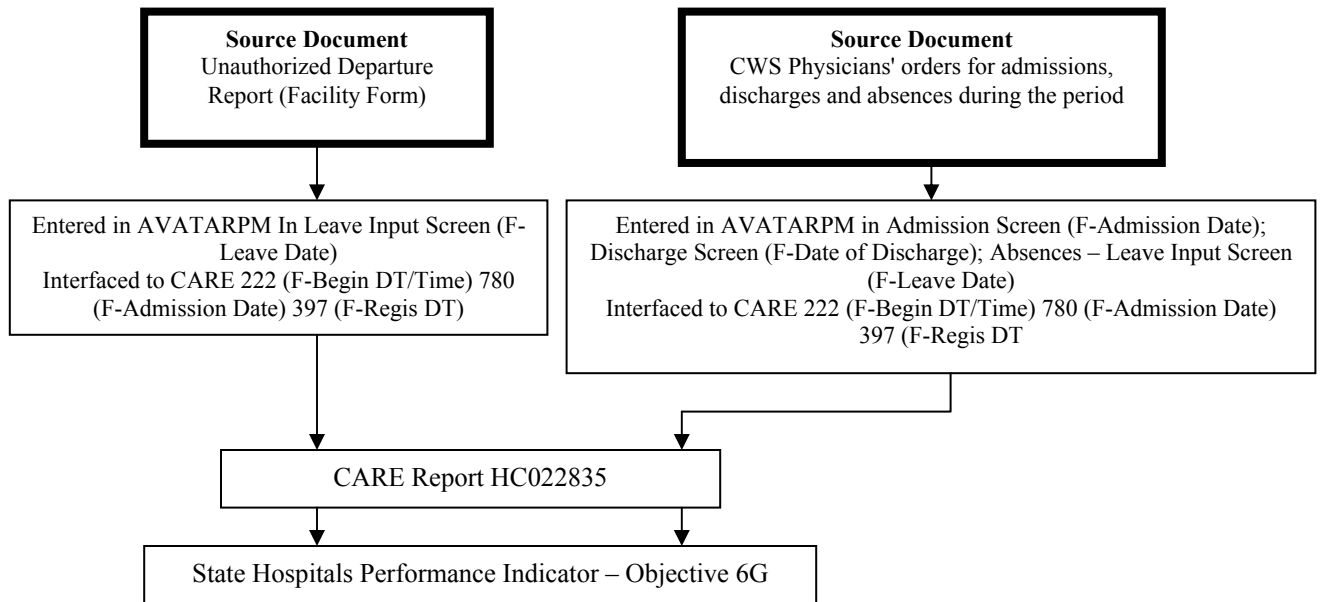 Source Document
Unauthorized Departure
Report (Facility Form)
Source Document
CWS Physicians' orders for admissions,
discharges and absences during the period
Entered in AVATARPM In Leave Input Screen (F-
Leave Date)
Interfaced to CARE 222 (F-Begin DT/Time) 780
(F-Admission Date) 397 (F-Regis DT)
Entered in AVATARPM in Admission Screen (F-Admission Date);
Discharge Screen (F-Date of Discharge); Absences – Leave Input Screen
(F-Leave Date)
Interfaced to CARE 222 (F-Begin DT/Time) 780 (F-Admission Date)
397 (F-Regis DT
CARE Report HC022835
State Hospitals Performance Indicator – Objective 6G